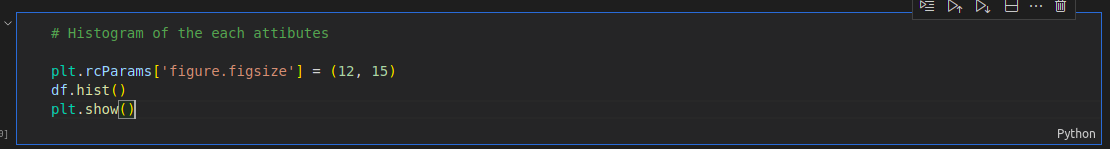 # Histogram of the each attibutes
plt.rcParams['figure.figsize'] = (12, 15)
df.hist()
plt.show()
Python